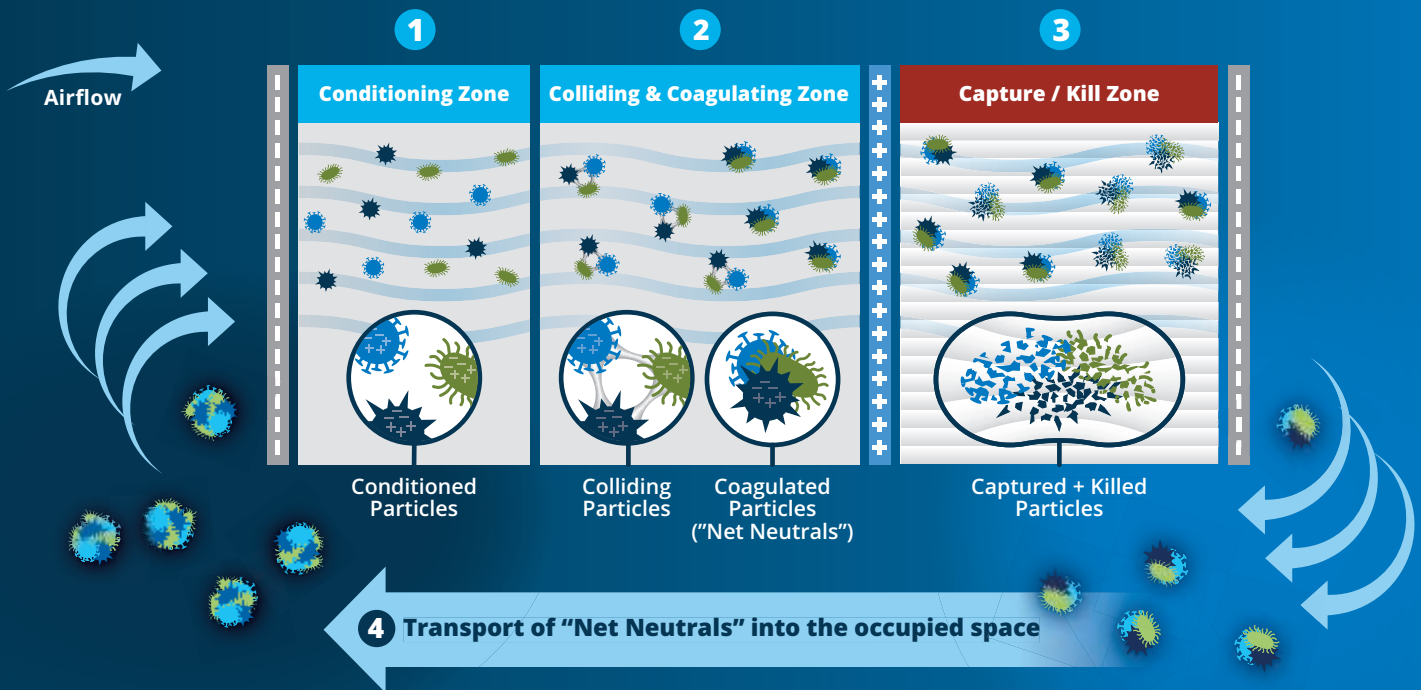 1
2
3
Airflow
Conditioning Zone
Colliding & Coagulating Zone
Capture / Kill Zone
Conditioned
Particles
Colliding
Particles
Coagulated
Particles
(”Net Neutrals”)
Captured + Killed
Particles
4 Transport of “Net Neutrals” into the occupied space